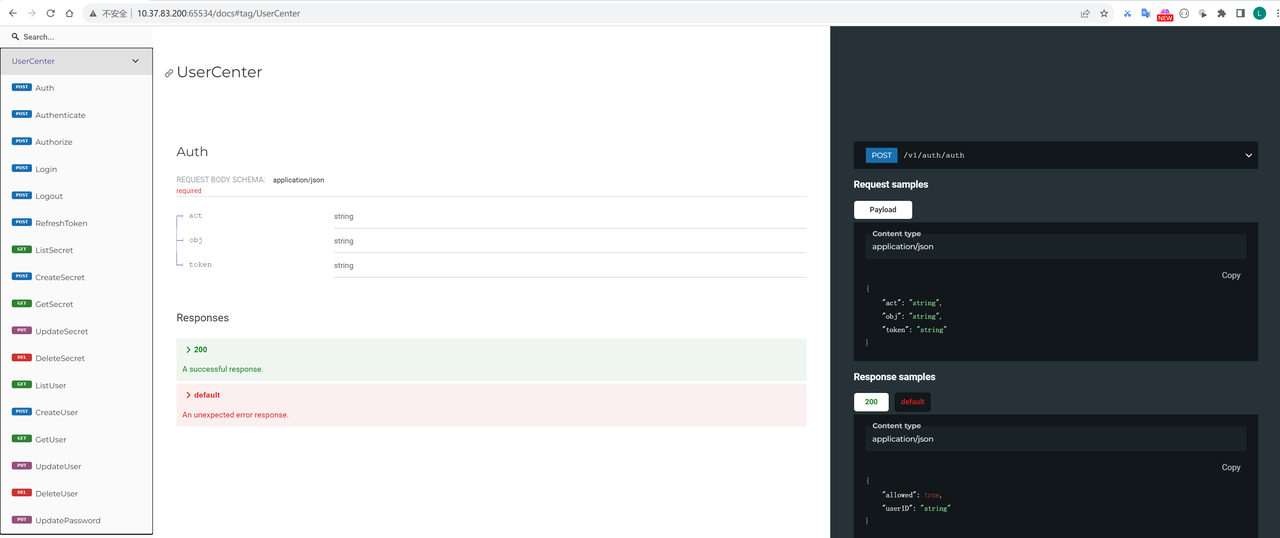 不安全 10.37.83.200:65534/docs#tag/UserCenter
NEW
L
Search...
UserCenter
POST Auth
POST Authenticate
POST Authorize
POST Login
POST Logout
POST RefreshToken
GET ListSecret
POST CreateSecret
GET GetSecret
PUT UpdateSecret
DEL DeleteSecret
GET ListUser
POST CreateUser
GET GetUser
PUT UpdateUser
DEL DeleteUser
PUT UpdatePassword
UserCenter
Auth
REQUEST BODY SCHEMA: application/json
required
act string
obj string
token string
Responses
200
A successful response.
default
An unexpected error response.
POST /v1/auth/auth
Request samples
Payload
Content type
application/json
Copy
{
"act": "string",
"obj": "string",
"token": "string"
}
Response samples
200 default
Content type
application/json
Copy
{
"allowed": true,
"userID": "string"
}